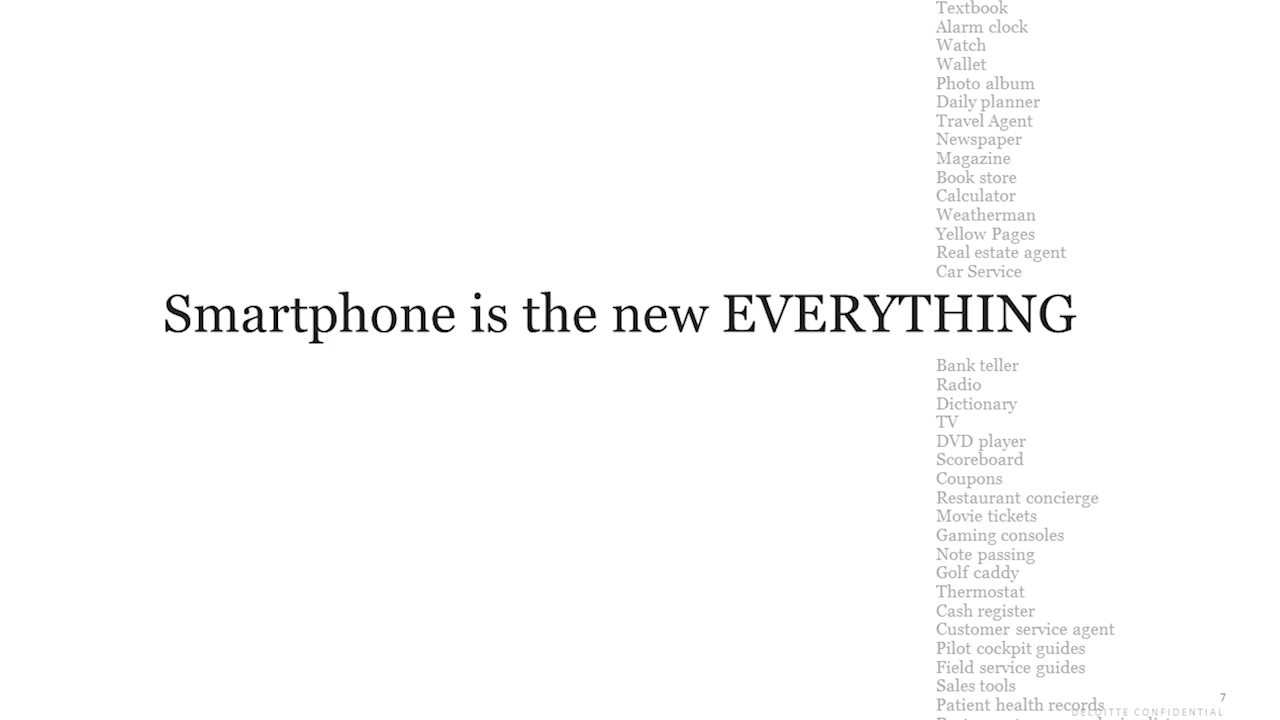 Textbook
Alarm clock
Watch
Wallet
Photo album
Daily planner
Travel Agent
Newspaper
Magazine
Book store
Calculator
Weatherman
Yellow Pages
Real estate agent
Car Service
Smartphone is the new EVERYTHING
Bank teller
Radio
Dictionary
TV
DVD player
Scoreboard
Coupons
Restaurant concierge
Movie tickets
Gaming consoles
Note passing
Golf caddy
Thermostat
Cash register
Customer service agent
Pilot cockpit guides
Field service guides
Sales tools
Patient health records
7
DELOITTE CONFIDENTIAL